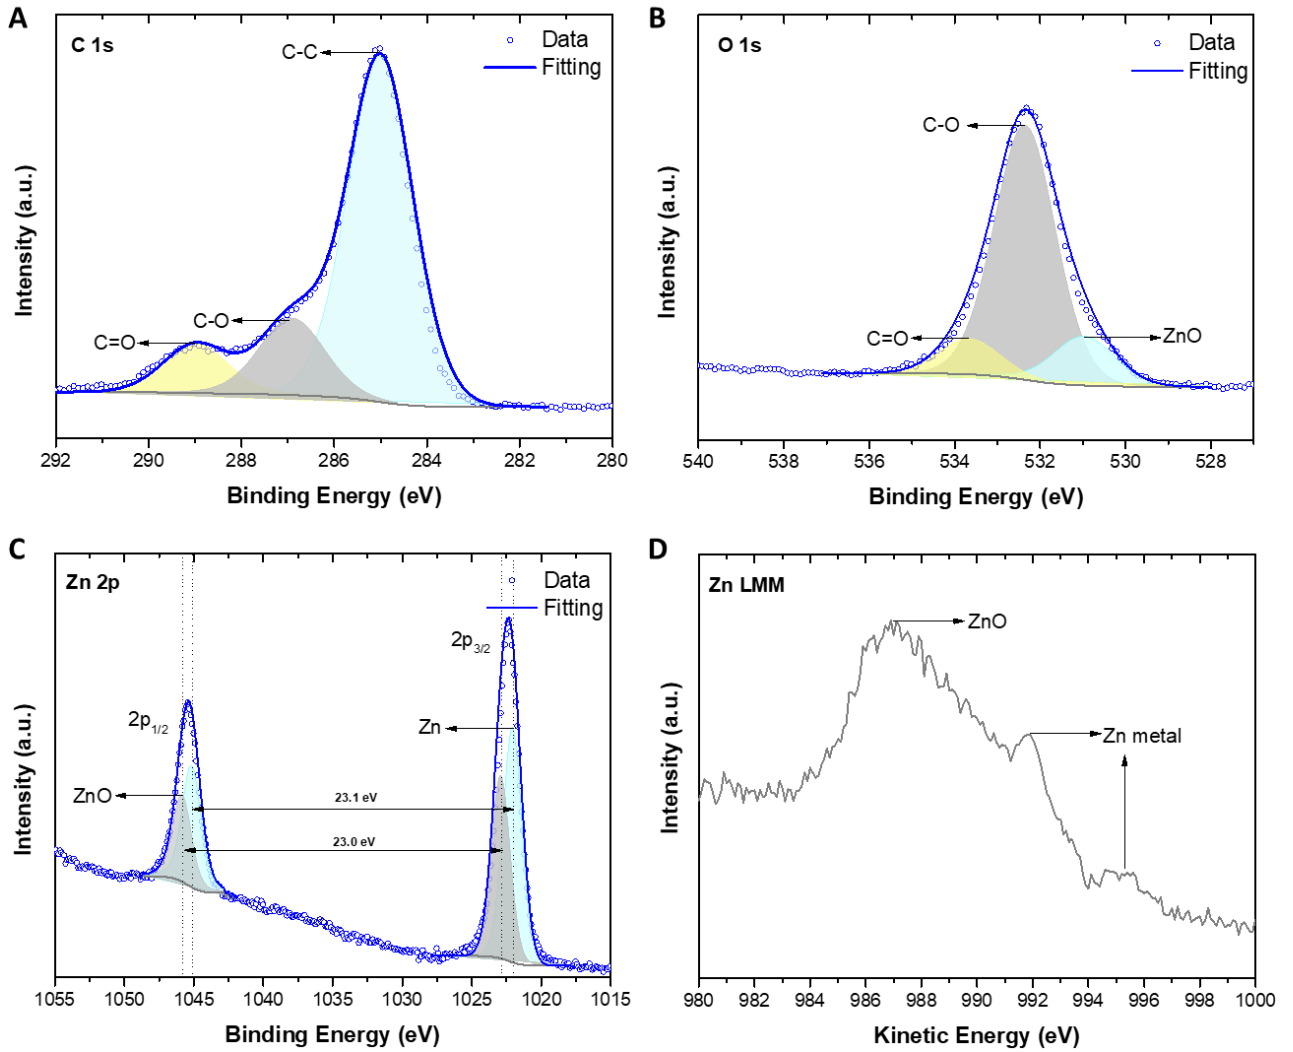 A
C 1s
Data
Fitting
C-C
C-O
C=O
Intensity (a.u.)
292 290 288 286 284 282 280
Binding Energy (eV)
B
O 1s
Data
Fitting
C-O
C=O
ZnO
Intensity (a.u.)
540 538 536 534 532 530 528
Binding Energy (eV)
C
Zn 2p
Data
Fitting
2p3/2
Zn
2p1/2
ZnO
23.1 eV
23.0 eV
Intensity (a.u.)
1055 1050 1045 1040 1035 1030 1025 1020 1015
Binding Energy (eV)
D
Zn LMM
ZnO
Zn metal
Intensity (a.u.)
980 982 984 986 988 990 992 994 996 998 1000
Kinetic Energy (eV)